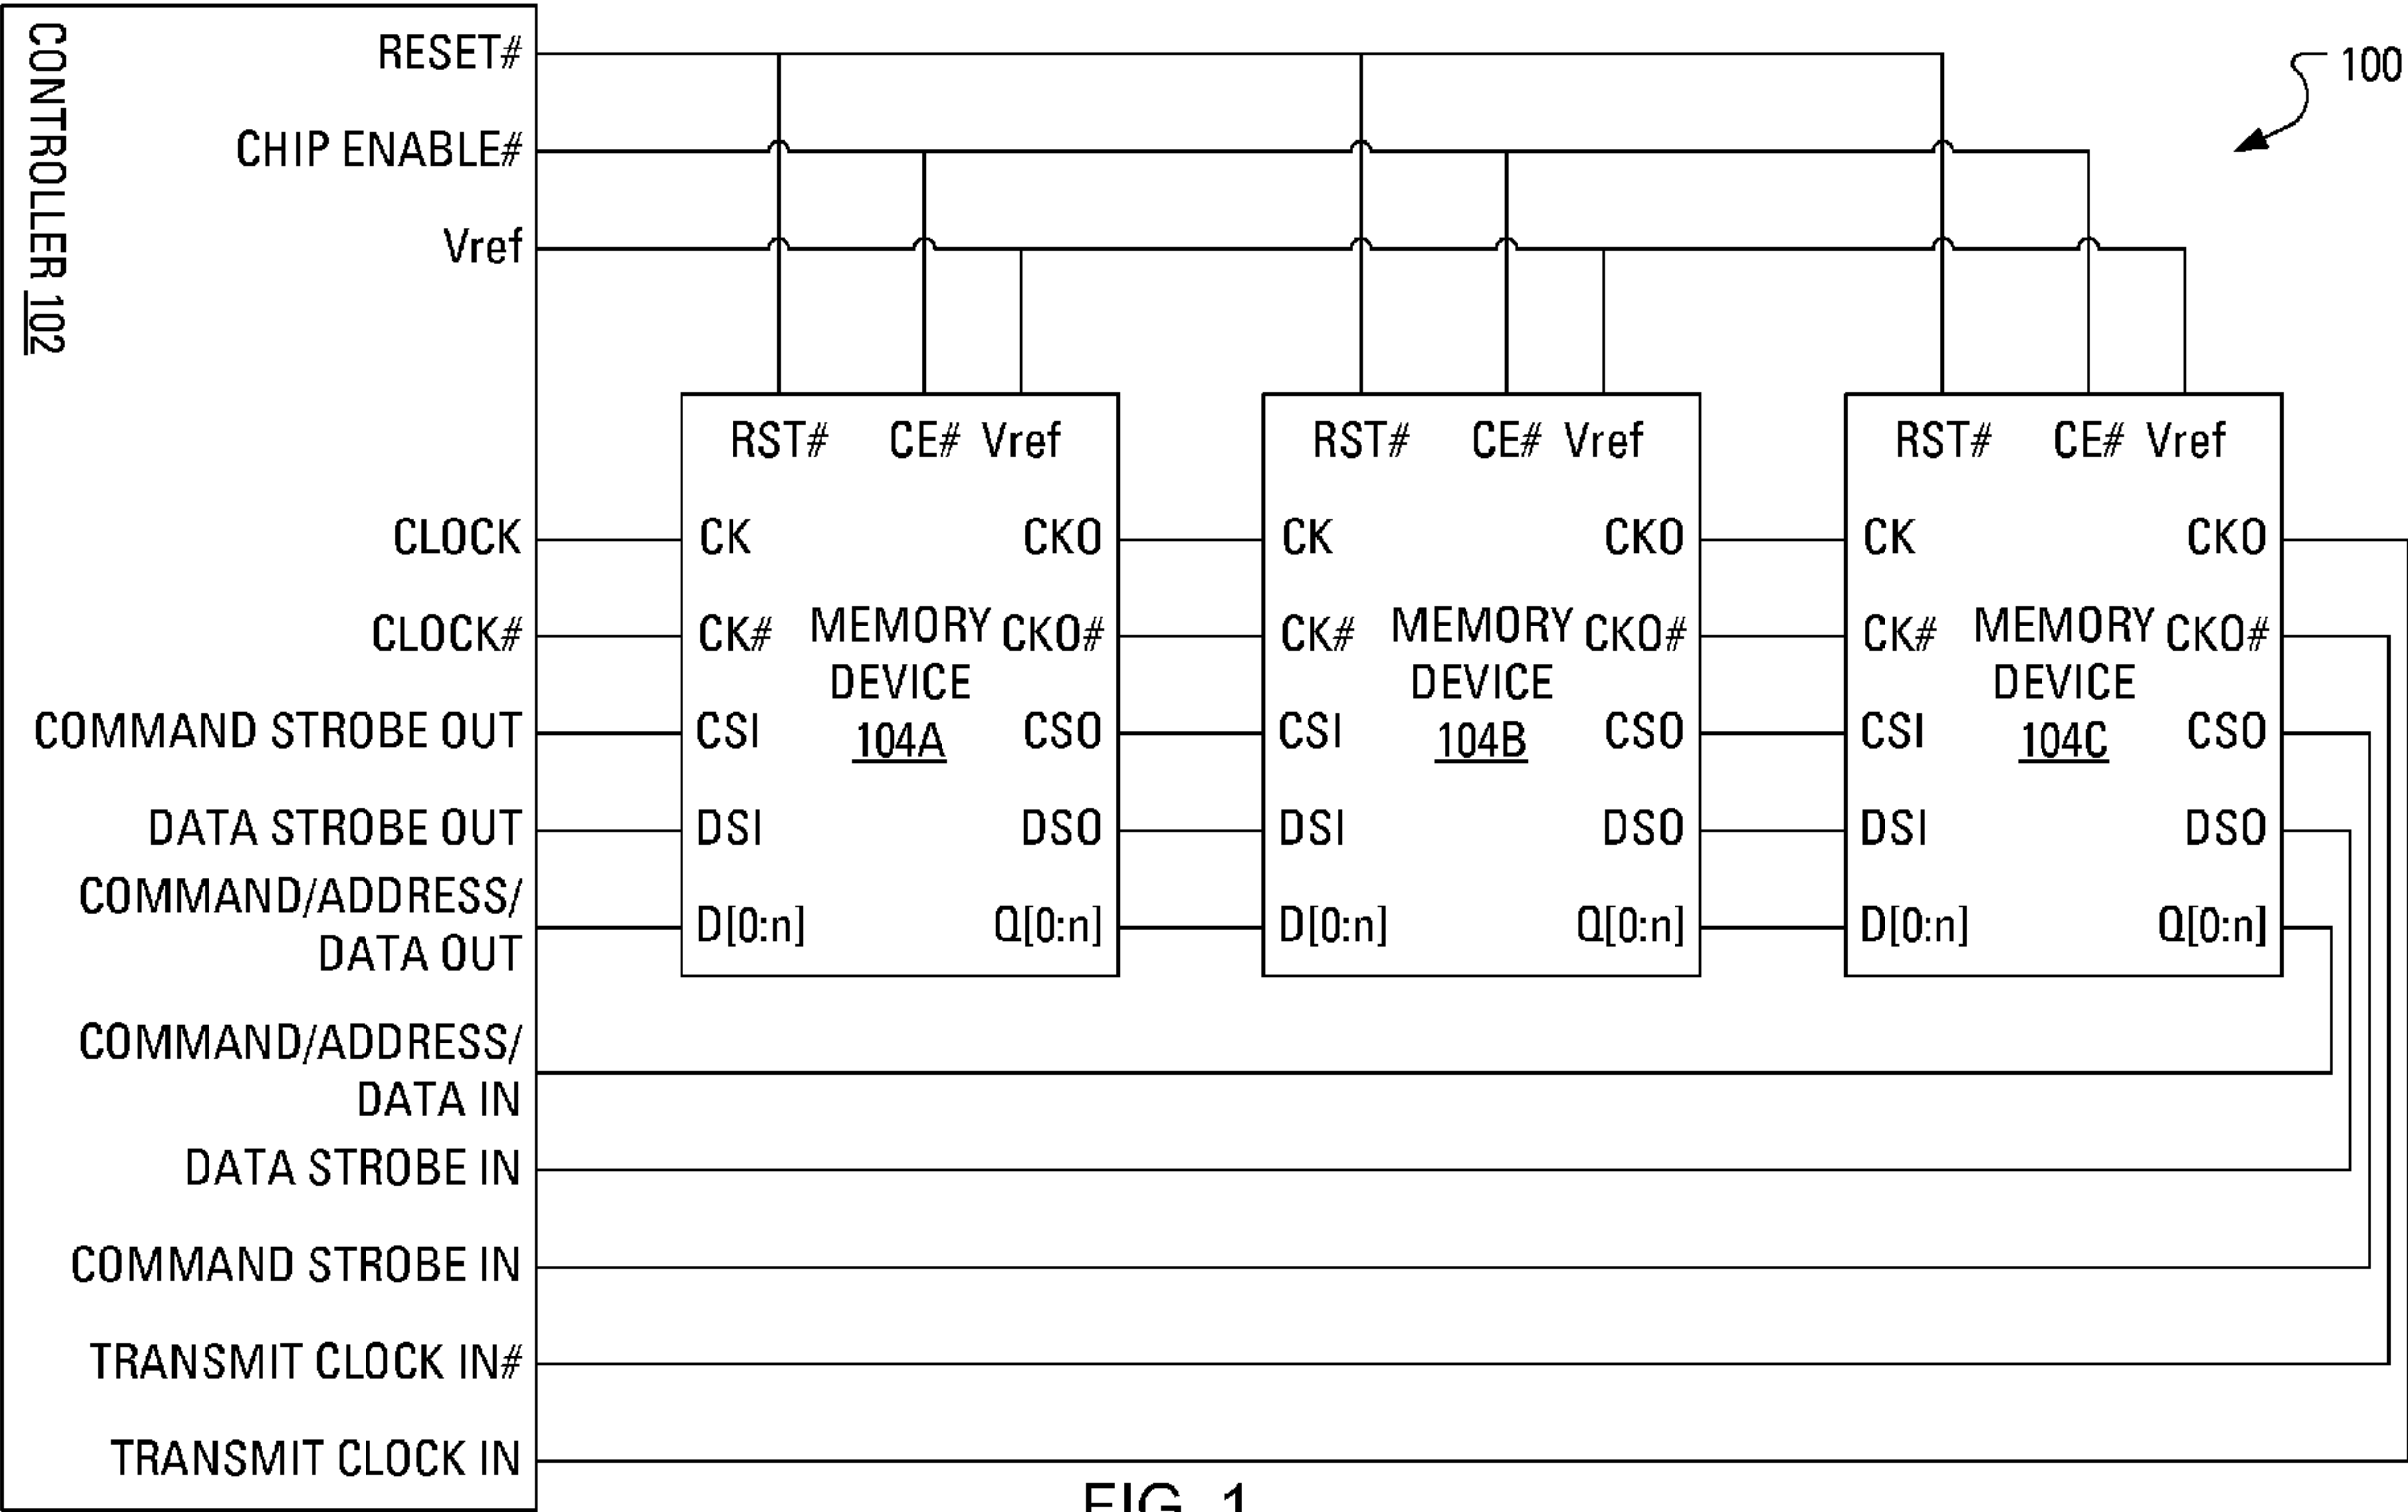 CONTROLLER 102
RESET#
CHIP ENABLE#
Vref
CLOCK
CLOCK#
COMMAND STROBE OUT
DATA STROBE OUT
COMMAND/ADDRESS/
DATA OUT
COMMAND/ADDRESS/
DATA IN
DATA STROBE IN
COMMAND STROBE IN
TRANSMIT CLOCK IN#
TRANSMIT CLOCK IN
100
RST# CE# Vref
CK CKO
CK# MEMORY CKO#
DEVICE
CSI 104A CSO
DSI DSO
D[0:n] Q[0:n]
RST# CE# Vref
CK CKO
CK# MEMORY CKO#
DEVICE
CSI 104B CSO
DSI DSO
D[0:n] Q[0:n]
RST# CE# Vref
CK CKO
CK# MEMORY CKO#
DEVICE
CSI 104C CSO
DSI DSO
D[0:n] Q[0:n]
FIG. 1